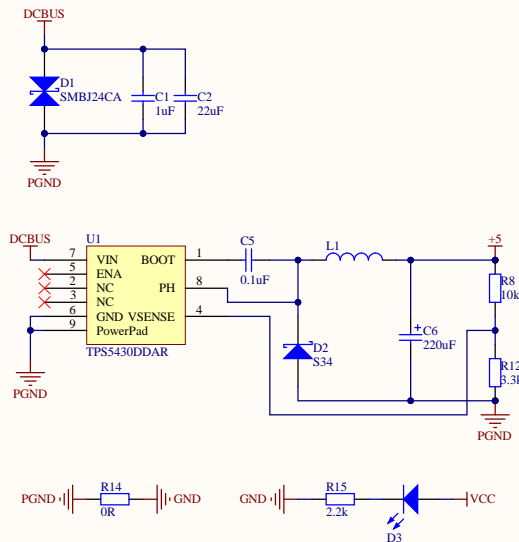 DCBUS
D1
SMBJ24CA
C1
1uF
C2
22uF
PGND
DCBUS
U1
7 VIN BOOT 1
5 ENA
2 NC PH 8
3 NC
6 GND VSENSE 4
9 PowerPad
TPS5430DDAR
PGND
C5
0.1uF
L1
D2
S34
C6
220uF
+5
R8
10k
R12
3.3k
PGND
PGND R14 GND
0R
GND R15 VCC
2.2k
D3